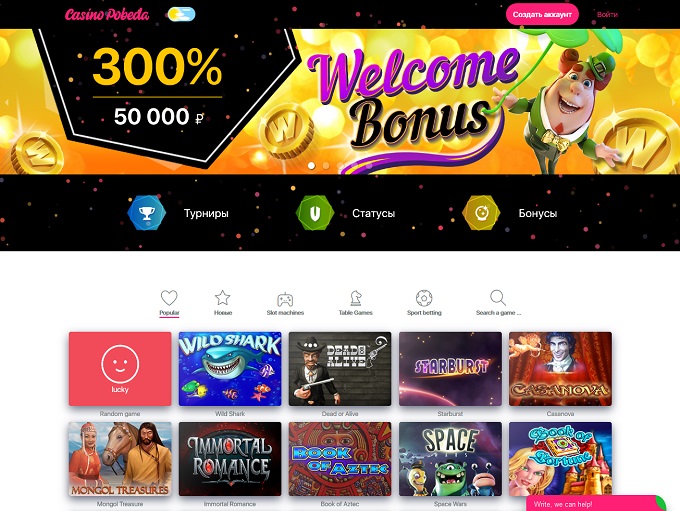 Casino Pobeda
Создать аккаунт
Войти
300%
50 000 ₽
Welcome
Bonus
W
W
W
Турниры
Статусы
Бонусы
Popular
Новые
Slot machines
Table Games
Sport betting
Search a game ...
lucky
WILD SHARK
DEAD OR ALIVE
STARBURST
CASANOVA
Random game
Wild Shark
Dead or Alive
Starburst
Casanova
MONGOL TREASURES
IMMORTAL ROMANCE
BOOK OF AZTEC
SPACE
Book of Fortune
Mongol Treasures
Immortal Romance
Book of Aztec
Space Wars
Write, we can help!